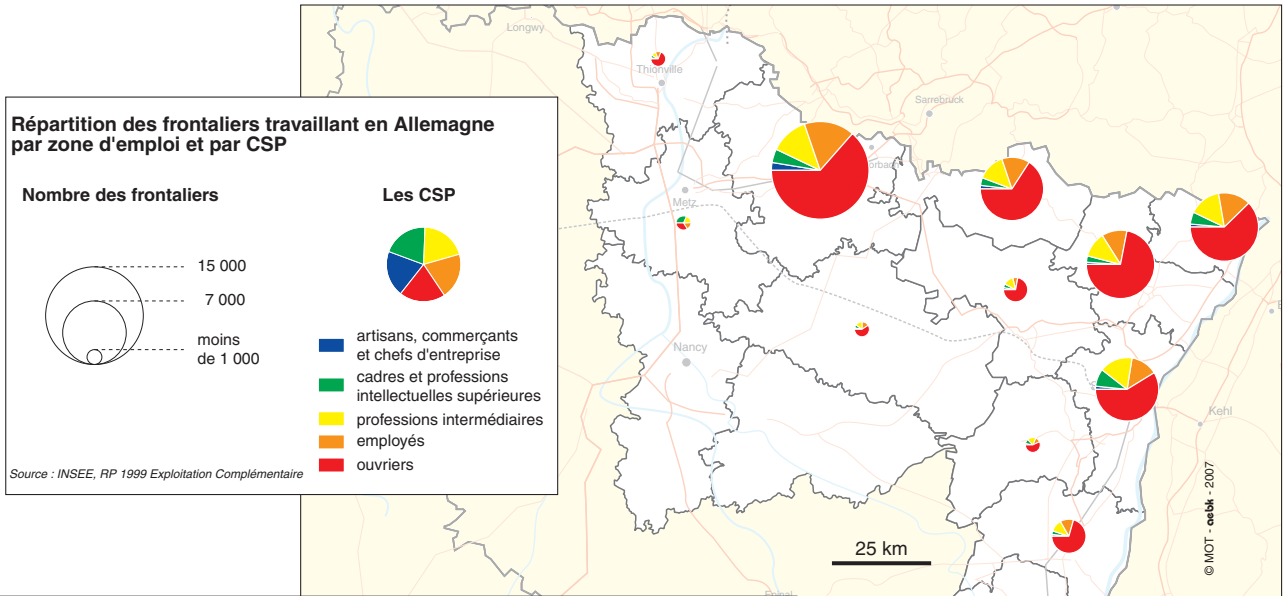 Répartition des frontaliers travaillant en Allemagne
par zone d'emploi et par CSP
Nombre des frontaliers
15 000
7 000
moins
de 1 000
Les CSP
artisans, commerçants
et chefs d'entreprise
cadres et professions
intellectuelles supérieures
professions intermédiaires
employés
ouvriers
Source : INSEE, RP 1999 Exploitation Complémentaire
Longwy
Thionville
Sarrebruck
Metz
Nancy
Kehl
25 km
© MOT - aebk - 2007